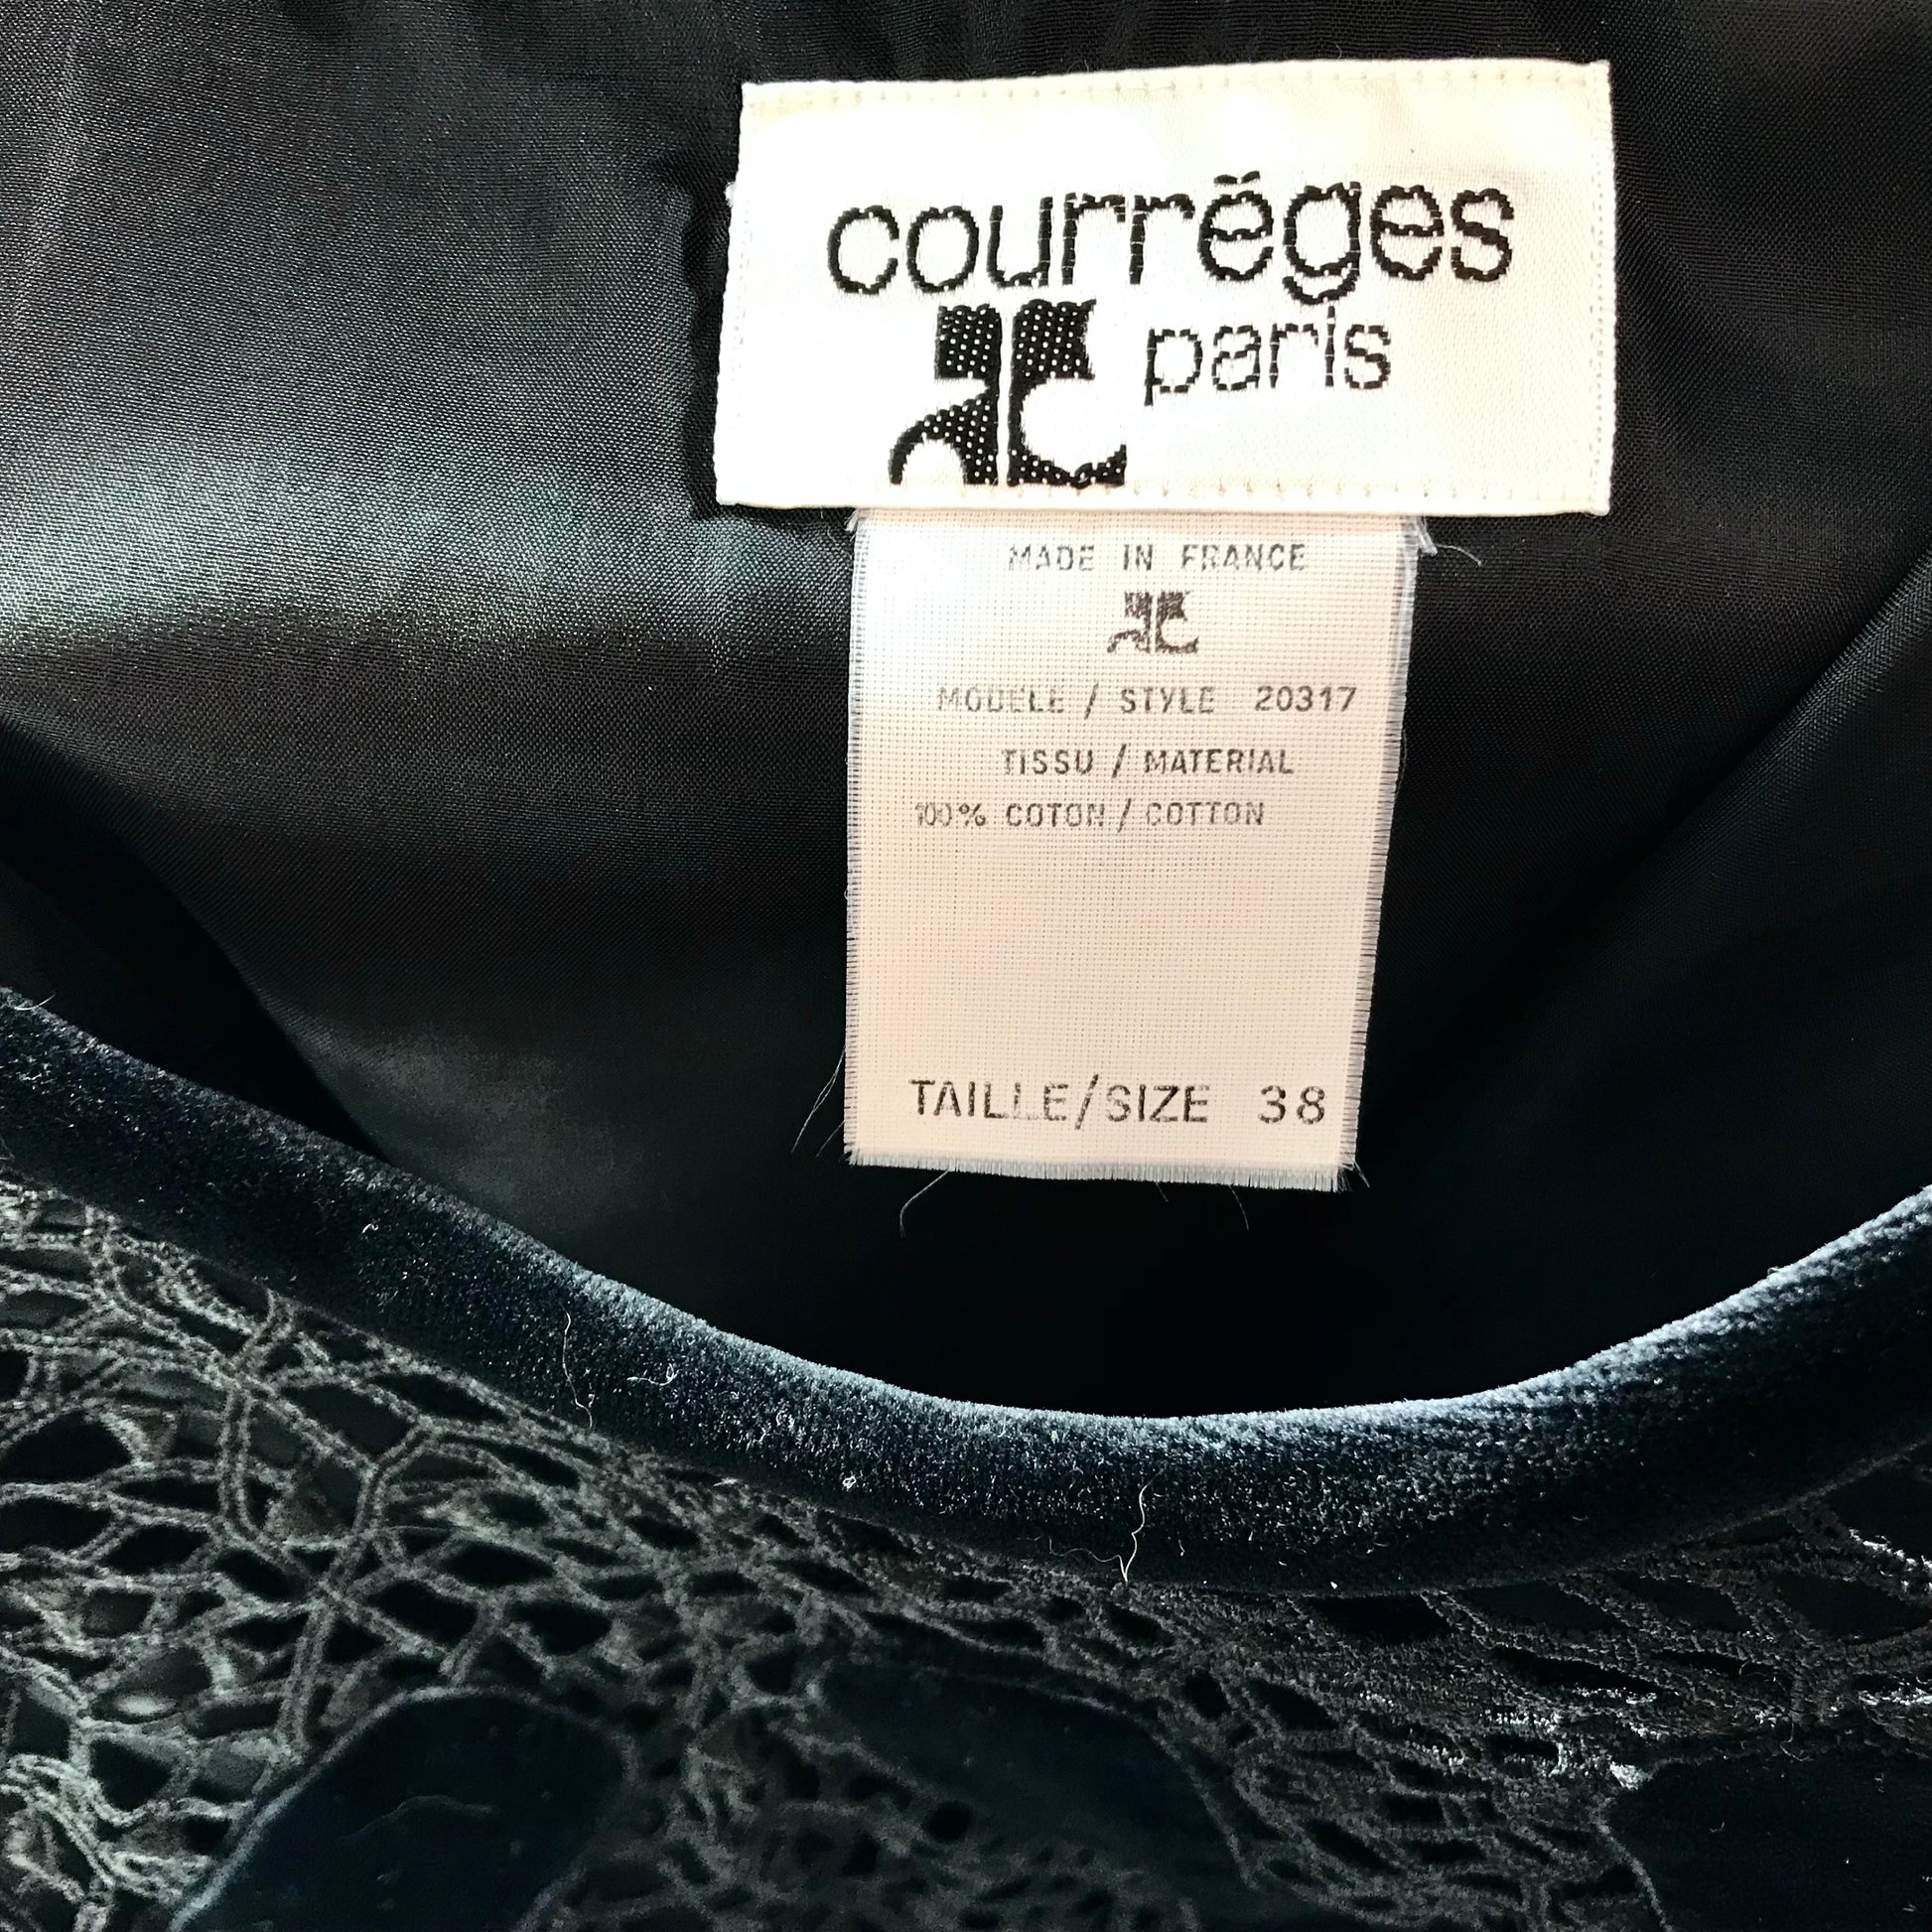 courrèges
paris
MADE IN FRANCE
MODELE / STYLE 20317
TISSU / MATERIAL
100% COTON / COTTON
TAILLE/SIZE 38